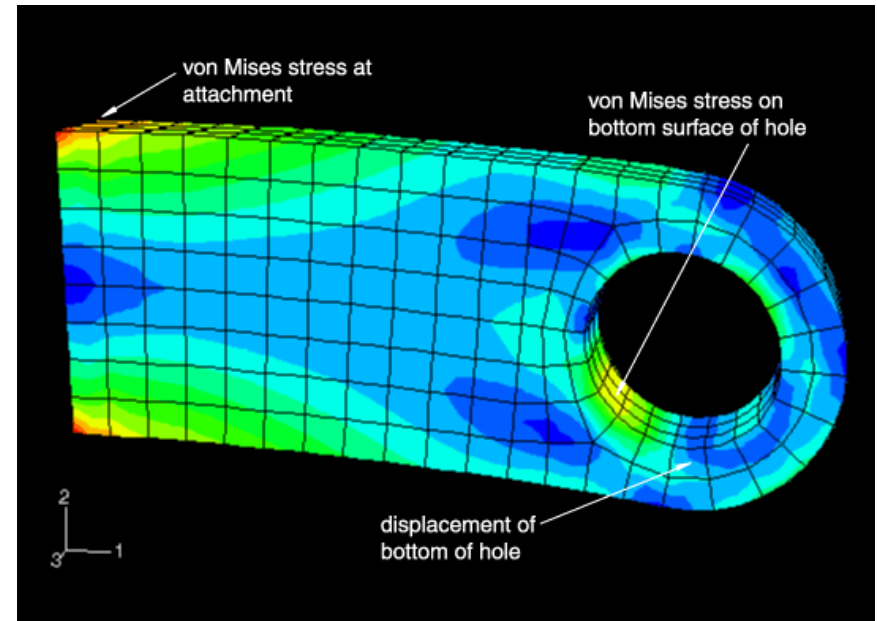 von Mises stress at
attachment
von Mises stress on
bottom surface of hole
displacement of
bottom of hole
2
1
3